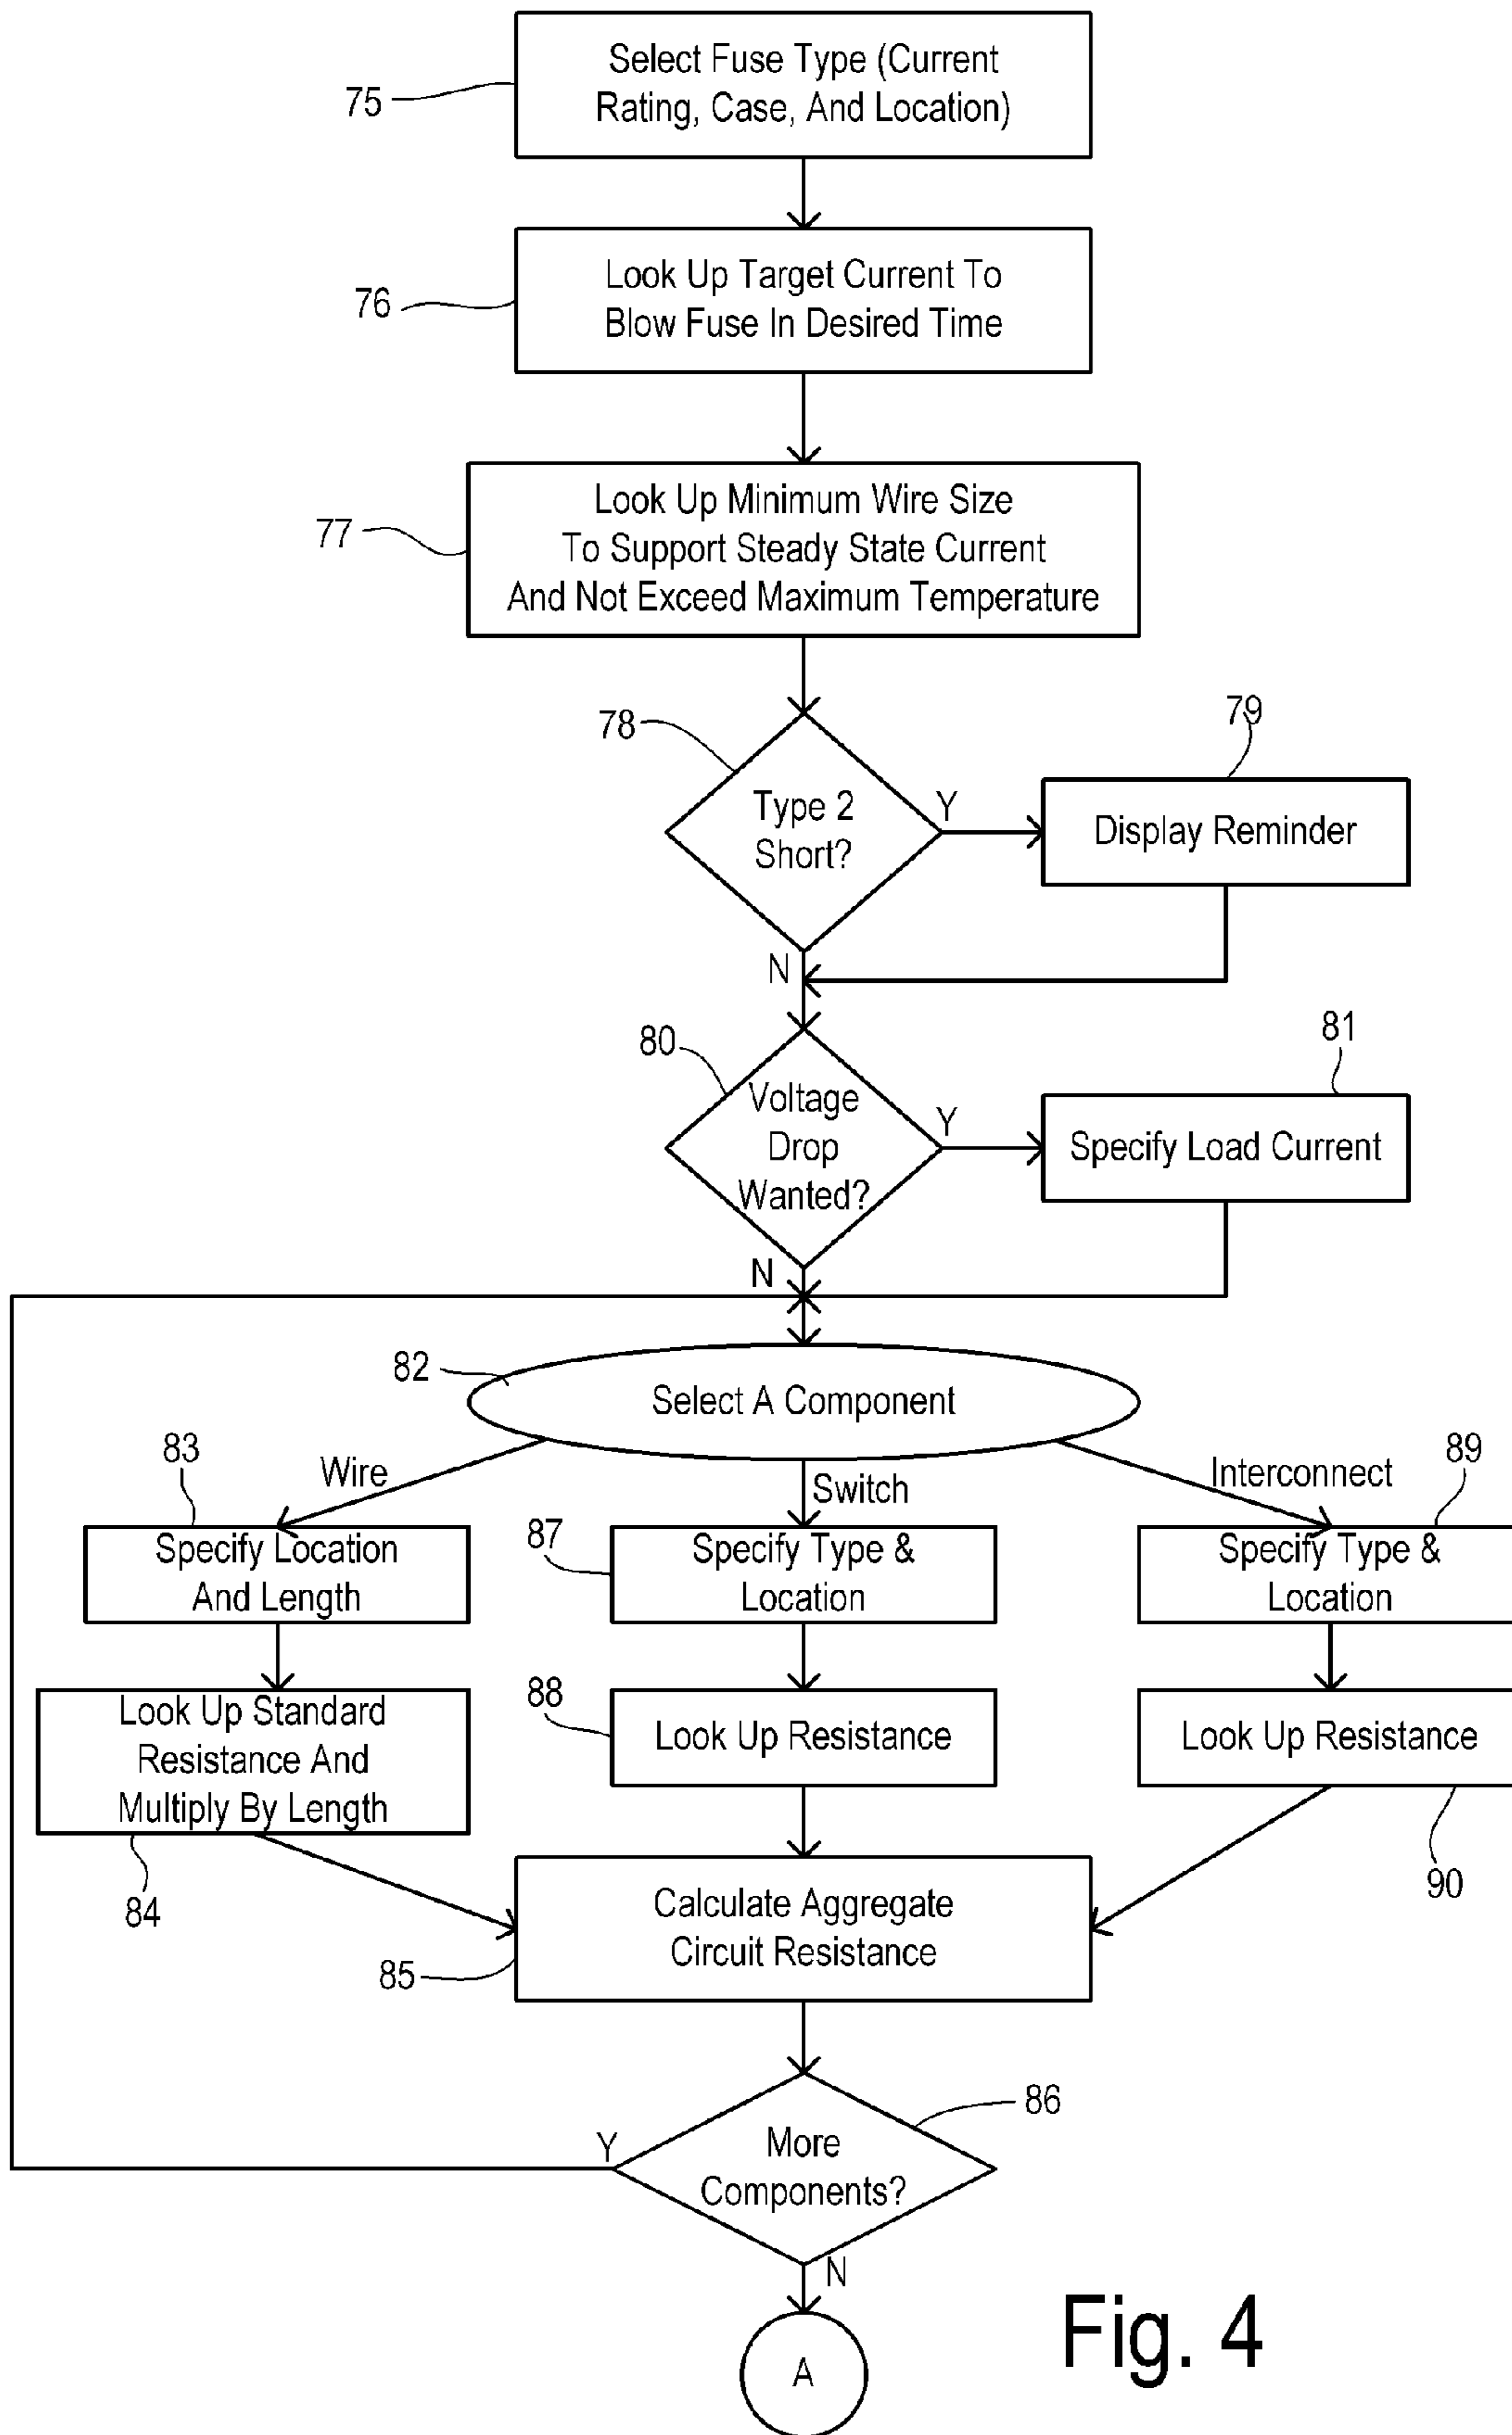 Select Fuse Type (Current
Rating, Case, And Location)
75
Look Up Target Current To
Blow Fuse In Desired Time
76
Look Up Minimum Wire Size
To Support Steady State Current
And Not Exceed Maximum Temperature
77
78
Type 2
Short?
Y
79
Display Reminder
N
80
Voltage
Drop
Wanted?
Y
81
Specify Load Current
N
82
Select A Component
83
Wire
Switch
Interconnect
89
Specify Location
And Length
87
Specify Type &
Location
Specify Type &
Location
Look Up Standard
Resistance And
Multiply By Length
84
88
Look Up Resistance
Look Up Resistance
90
Calculate Aggregate
Circuit Resistance
85
86
Y
More
Components?
N
A
Fig. 4